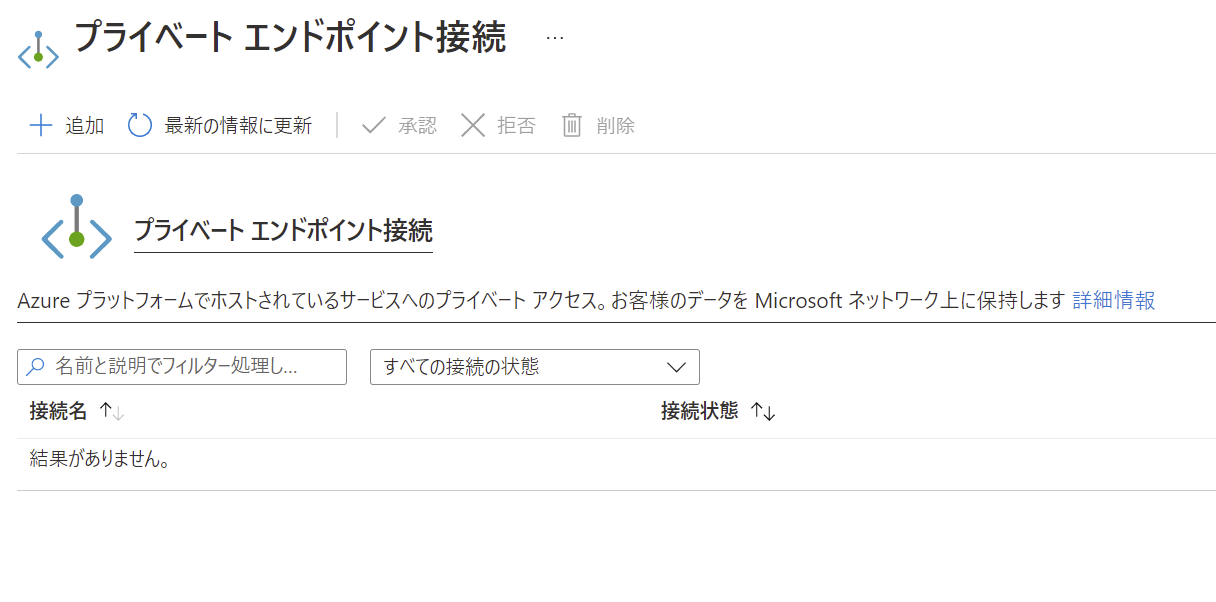 プライベート エンドポイント接続 …
追加 最新の情報に更新 承認 拒否 削除
プライベート エンドポイント接続
Azure プラットフォームでホストされているサービスへのプライベート アクセス。お客様のデータを Microsoft ネットワーク上に保持します 詳細情報
名前と説明でフィルター処理し... すべての接続の状態
接続名 ↑↓ 接続状態 ↑↓
結果がありません。